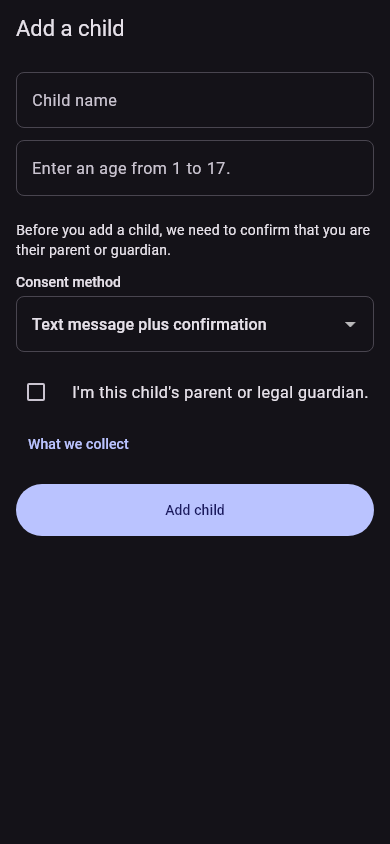 Add a child
Child name
Enter an age from 1 to 17.
Before you add a child, we need to confirm that you are
their parent or guardian.
Consent method
Text message plus confirmation
I'm this child's parent or legal guardian.
What we collect
Add child